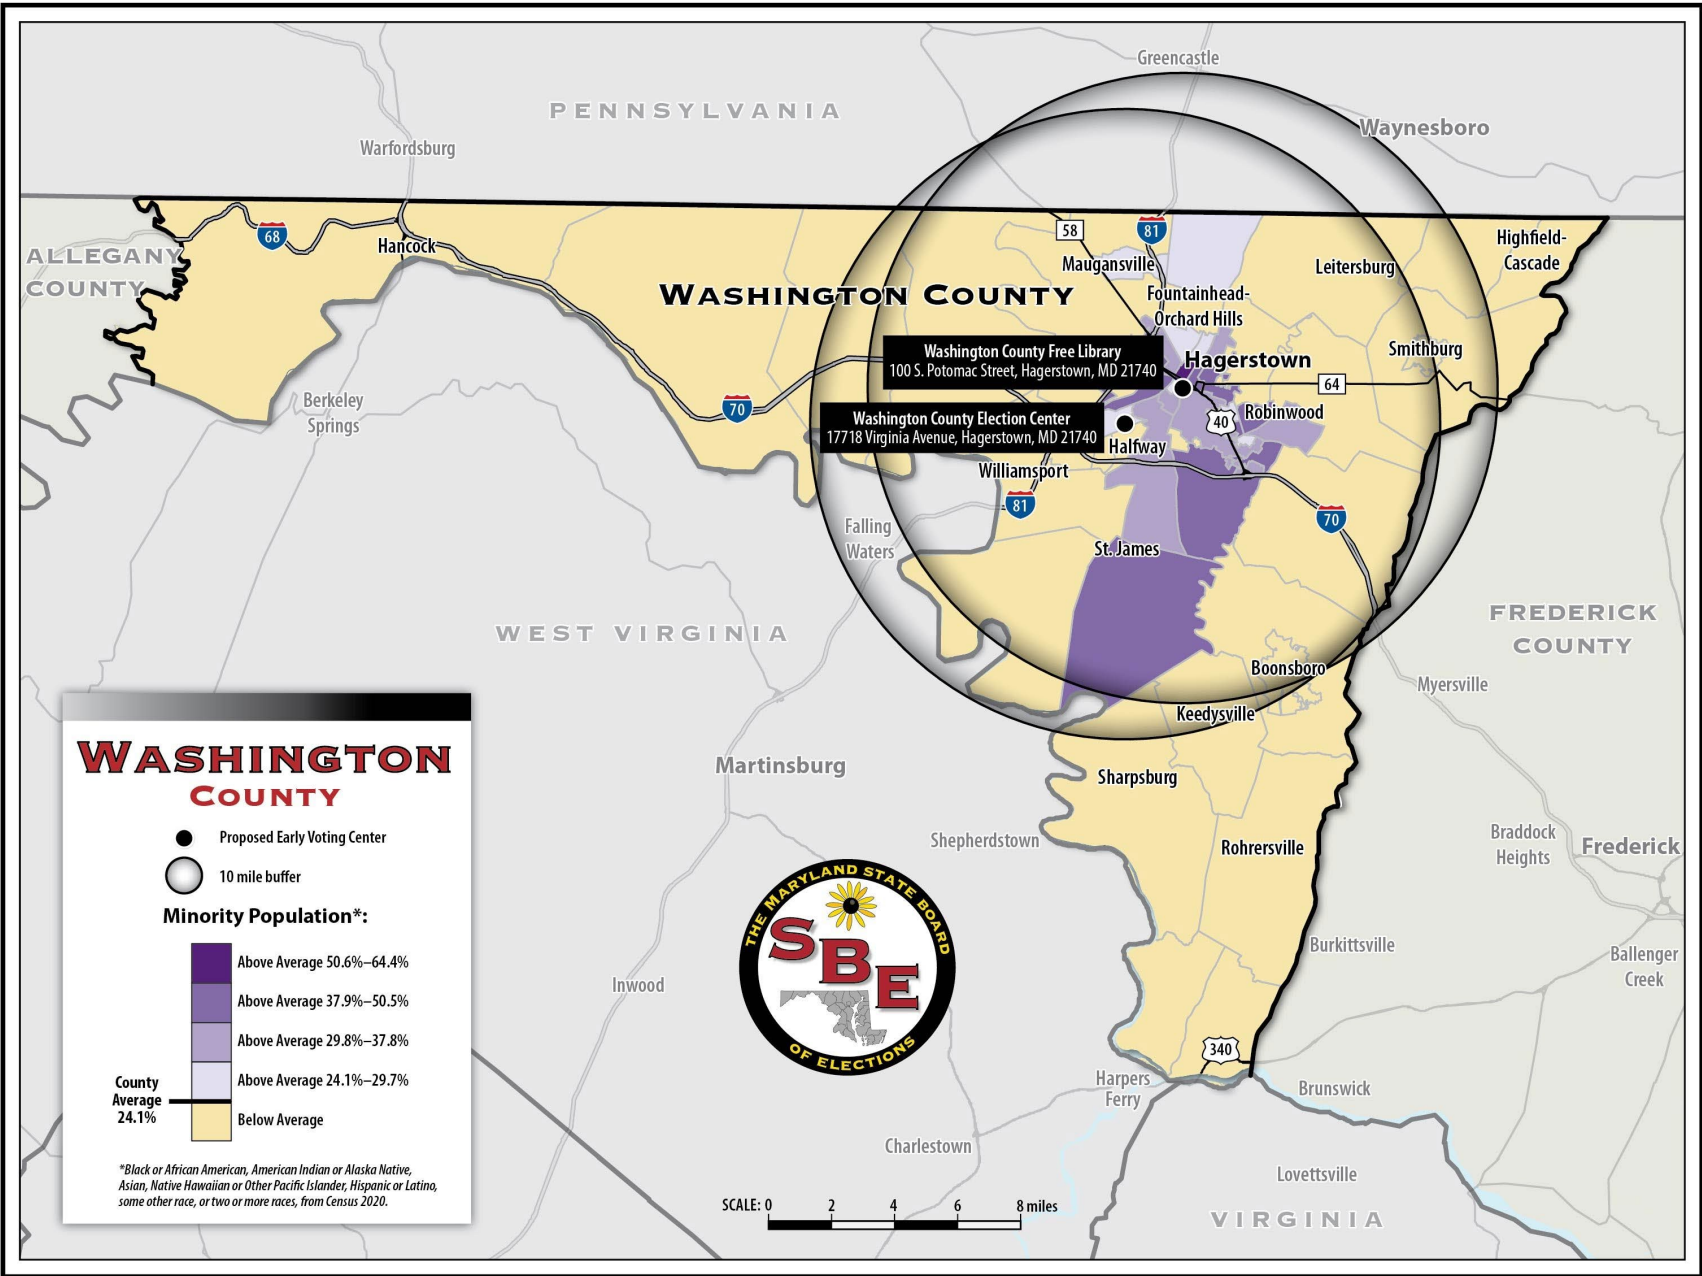 Greencastle
PENNSYLVANIA
Waynesboro
Warfordsburg
ALLEGANY
COUNTY
68
Hancock
58
81
Maugansville
Leitersburg
Highfield-
Cascade
WASHINGTON COUNTY
Fountainhead-
Orchard Hills
Washington County Free Library
100 S. Potomac Street, Hagerstown, MD 21740
Hagerstown
Smithburg
64
Berkeley
Springs
70
Washington County Election Center
17718 Virginia Avenue, Hagerstown, MD 21740
40
Robinwood
Halfway
Williamsport
81
70
Falling
Waters
St. James
WEST VIRGINIA
FREDERICK
COUNTY
Boonsboro
Myersville
Keedysville
Martinsburg
Sharpsburg
Shepherdstown
Rohrersville
Braddock
Heights
Frederick
Burkittsville
Ballenger
Creek
Inwood
340
Harpers
Ferry
Brunswick
Charlestown
Lovettsville
VIRGINIA
WASHINGTON
COUNTY
Proposed Early Voting Center
10 mile buffer
Minority Population*:
Above Average 50.6%–64.4%
Above Average 37.9%–50.5%
Above Average 29.8%–37.8%
Above Average 24.1%–29.7%
Below Average
County
Average
24.1%
*Black or African American, American Indian or Alaska Native,
Asian, Native Hawaiian or Other Pacific Islander, Hispanic or Latino,
some other race, or two or more races, from Census 2020.
THE MARYLAND STATE BOARD
SBE
OF ELECTIONS
SCALE: 0 2 4 6 8 miles